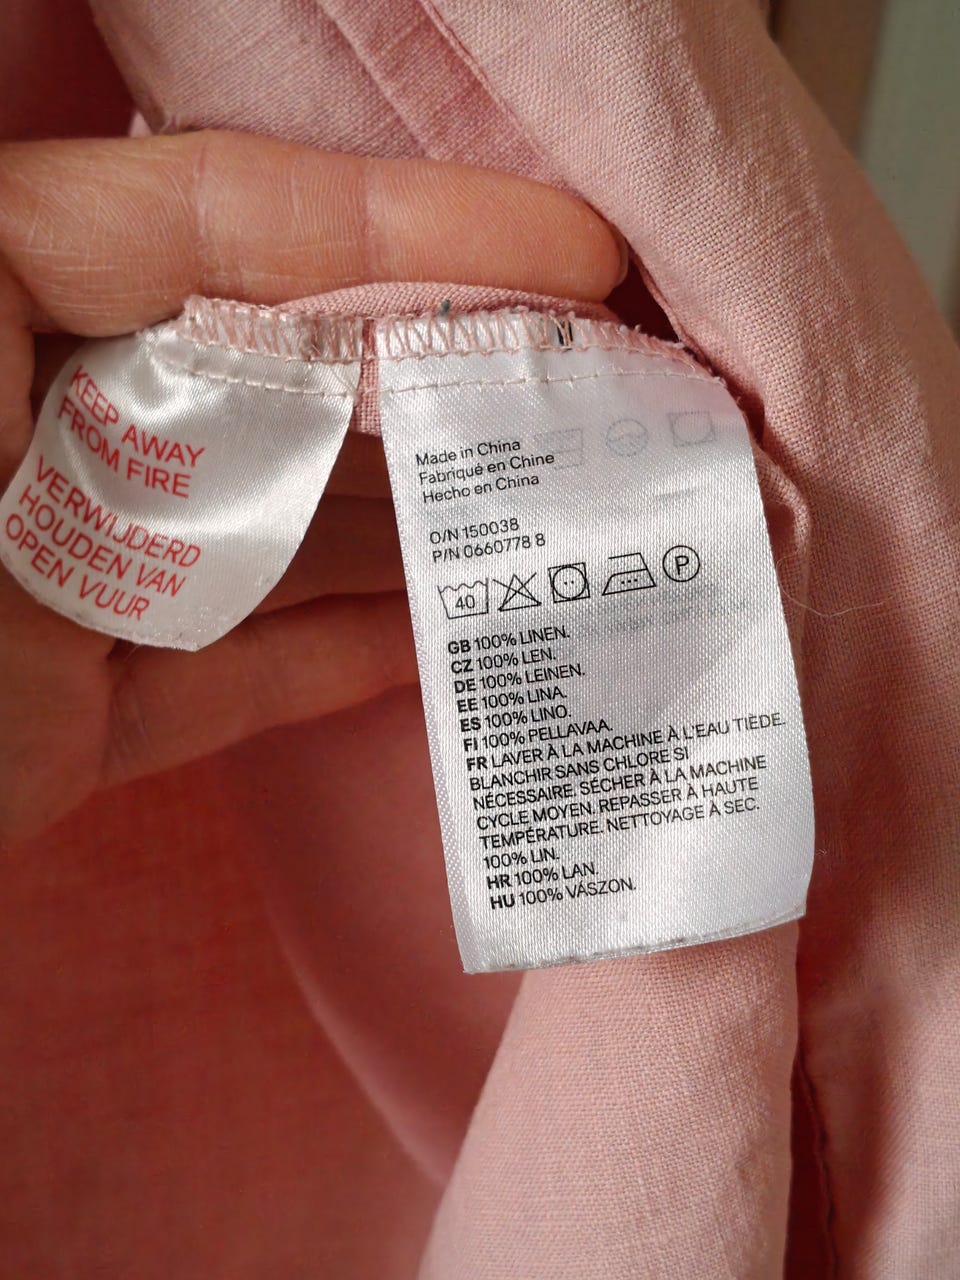 KEEP AWAY
FROM FIRE
VERWIJDERD
HOUDEN VAN
OPEN VUUR
Made in China
Fabriqué en Chine
Hecho en China
O/N 150038
P/N 0660778 8
40 P
GB 100% LINEN.
CZ 100% LEN.
DE 100% LEINEN.
EE 100% LINA.
ES 100% LINO.
FI 100% PELLAVAA.
FR LAVER À LA MACHINE À L'EAU TIÈDE.
BLANCHIR SANS CHLORE SI
NÉCESSAIRE. SÉCHER À LA MACHINE
CYCLE MOYEN. REPASSER À HAUTE
TEMPÉRATURE. NETTOYAGE À SEC.
100% LIN.
HR 100% LAN.
HU 100% VÁSZON.